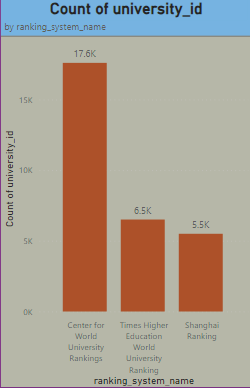 Count of university_id
by ranking_system_name
17.6K
15K
6.5K
5.5K
10K
5K
0K
Count of university_id
Center for
World
University
Rankings
Times Higher
Education
World
University
Ranking
Shanghai
Ranking
ranking_system_name